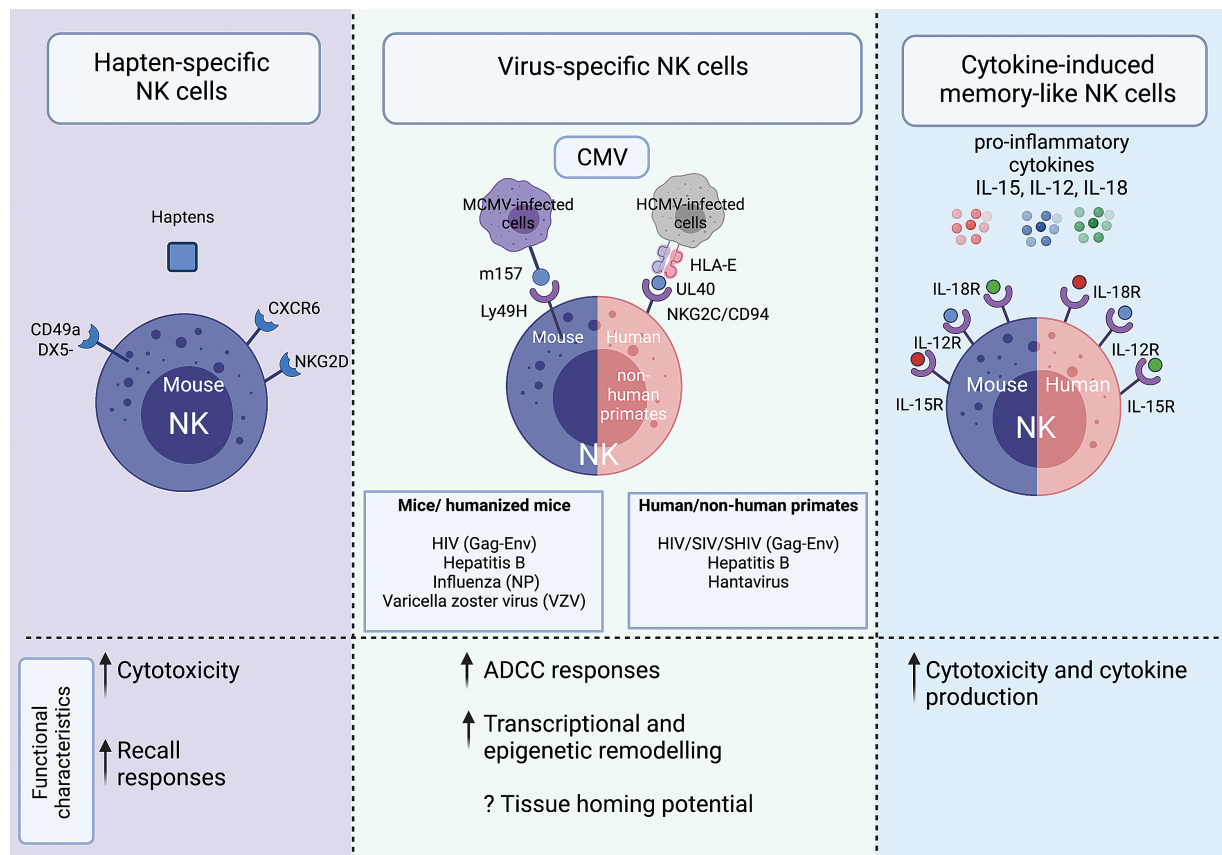 Hapten-specific
NK cells
Haptens
CD49a
DX5-
CXCR6
NKG2D
Mouse
NK
Virus-specific NK cells
CMV
MCMV-infected
cells
HCMV-infected
cells
m157
Ly49H
HLA-E
UL40
NKG2C/CD94
Mouse
Human
non-
human
primates
NK
Mice/ humanized mice
HIV (Gag-Env)
Hepatitis B
Influenza (NP)
Varicella zoster virus (VZV)
Human/non-human primates
HIV/SIV/SHIV (Gag-Env)
Hepatitis B
Hantavirus
Cytokine-induced
memory-like NK cells
pro-inflammatory
cytokines
IL-15, IL-12, IL-18
IL-18R
IL-12R
IL-15R
IL-18R
IL-12R
IL-15R
Mouse
Human
NK
Functional
characteristics
Cytotoxicity
Recall
responses
ADCC responses
Transcriptional and
epigenetic remodelling
? Tissue homing potential
Cytotoxicity and cytokine
production